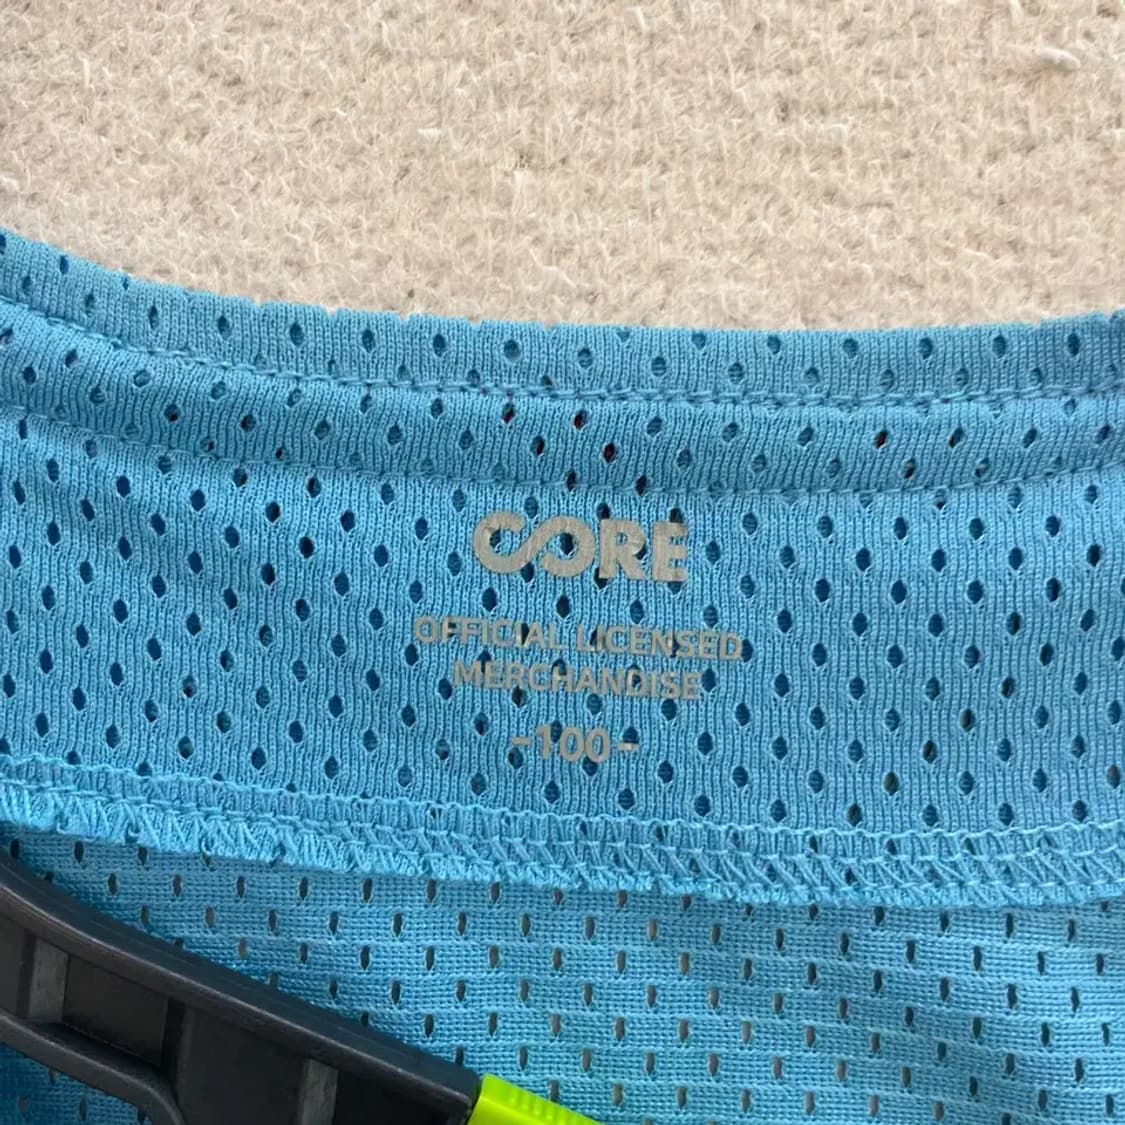 CORE
OFFICIAL LICENSED
MERCHANDISE
-100-